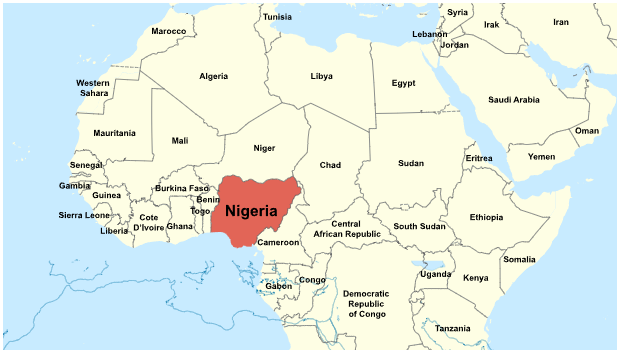 Tunisia
Syria
Iran
Irak
Morocco
Lebanon
Jordan
Algeria
Libya
Egypt
Western
Sahara
Saudi Arabia
Oman
Mauritania
Mali
Niger
Chad
Sudan
Eritrea
Yemen
Senegal
Gambia
Guinea
Burkina Faso
Benin
Togo
Nigeria
Sierra Leone
Liberia
Cote
D'Ivoire
Ghana
Cameroon
Central
African Republic
South Sudan
Ethiopia
Somalia
Gabon
Congo
Uganda
Kenya
Democratic
Republic
of Congo
Tanzania